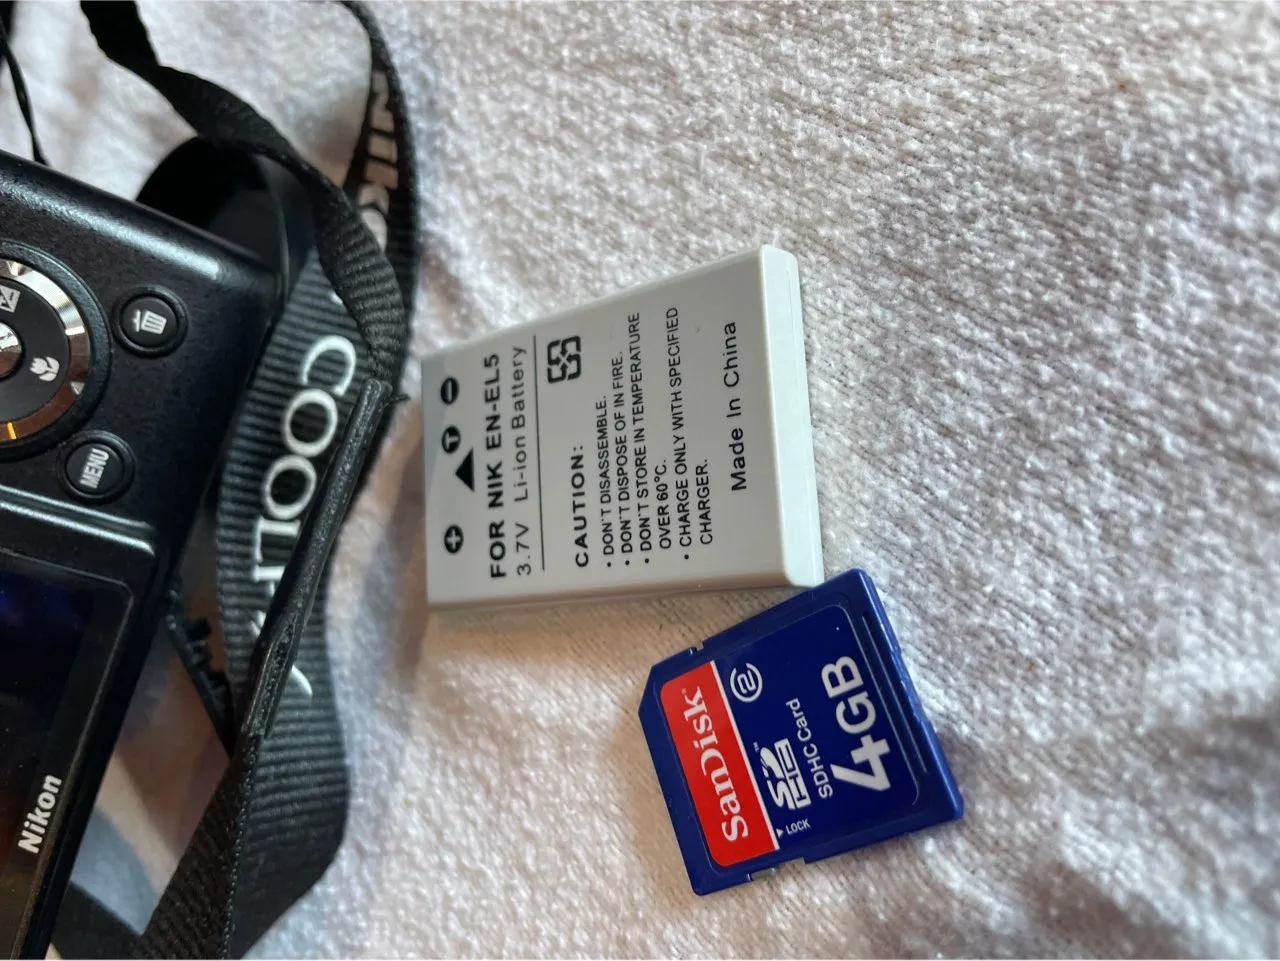 FOR NIK EN-EL5
3.7V Li-ion Battery
CAUTION:
• DON'T DISASSEMBLE.
• DON'T DISPOSE OF IN FIRE.
• DON'T STORE IN TEMPERATURE
OVER 60°C.
• CHARGE ONLY WITH SPECIFIED
CHARGER.
Made In China
SanDisk
2
SDHC Card
4GB
LOCK
MENU
Nikon
COOLP
T